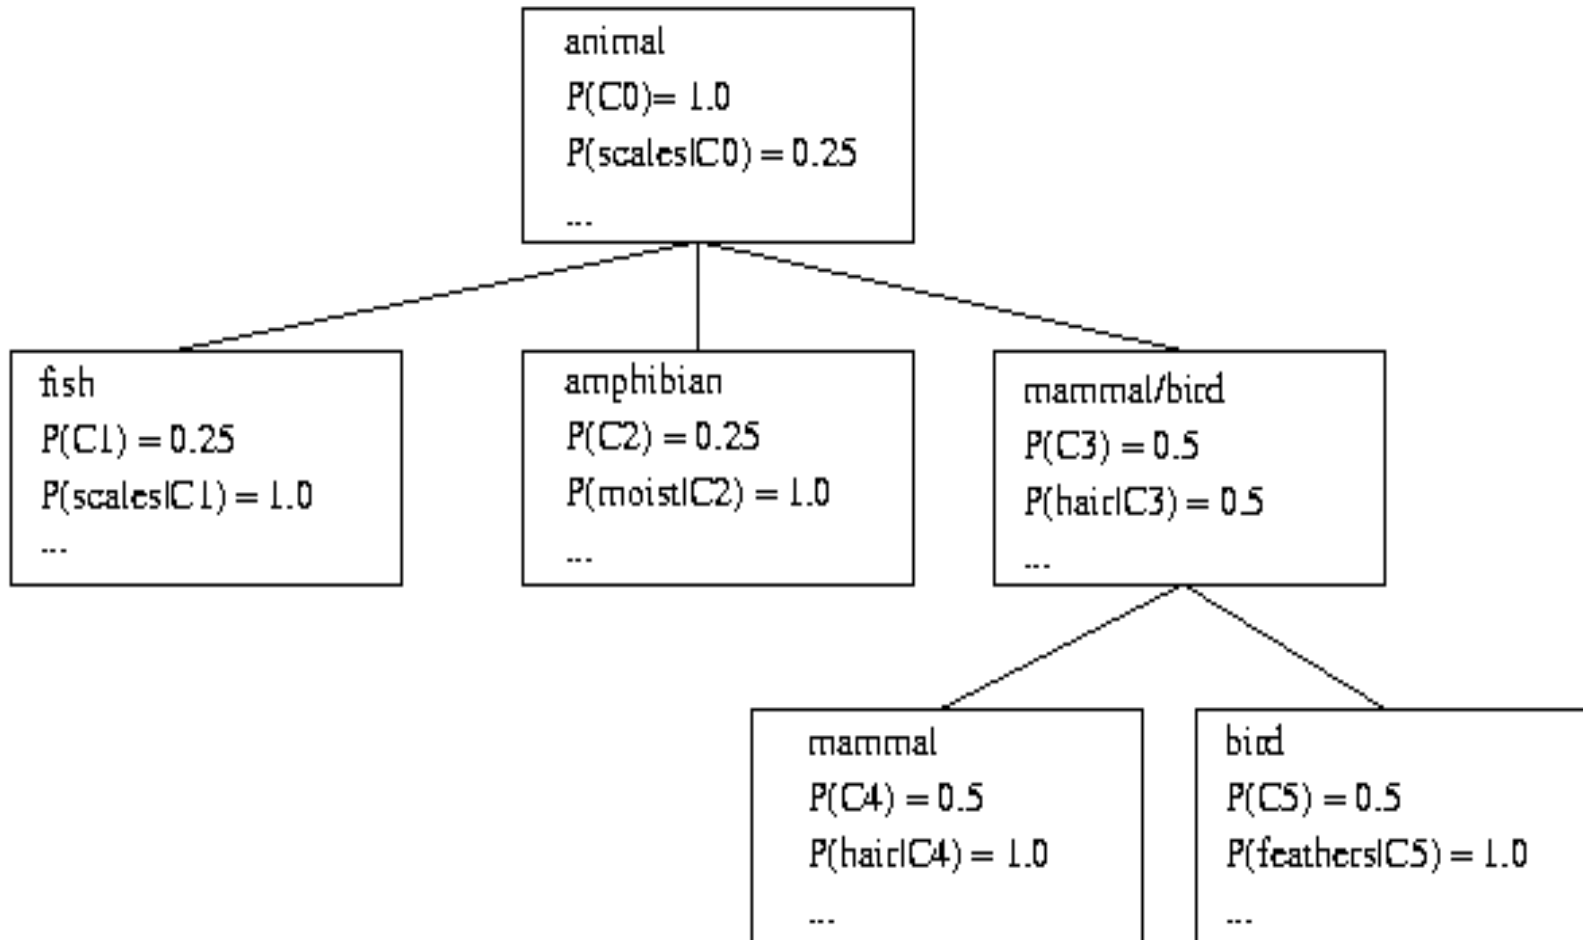 animal
P(C0)= 1.0
P(scales|C0) = 0.25
...
fish
P(C1) = 0.25
P(scales|C1) = 1.0
...
amphibian
P(C2) = 0.25
P(moist|C2) = 1.0
...
mammal/bird
P(C3) = 0.5
P(hair|C3) = 0.5
...
mammal
P(C4) = 0.5
P(hair|C4) = 1.0
...
bird
P(C5) = 0.5
P(feathers|C5) = 1.0
...